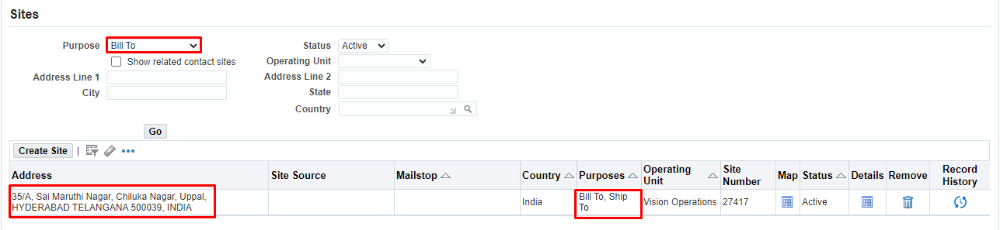 Sites
Purpose Bill To Status Active
Show related contact sites Operating Unit
Address Line 1 Address Line 2
City State
Country
Go
Create Site
Address Site Source Mailstop Country Purposes Operating Unit Site Number Map Status Details Remove Record History
35/A, Sai Maruthi Nagar, Chiluka Nagar, Uppal,
HYDERABAD TELANGANA 500039, INDIA
India
Bill To, Ship
To
Vision Operations 27417 Active